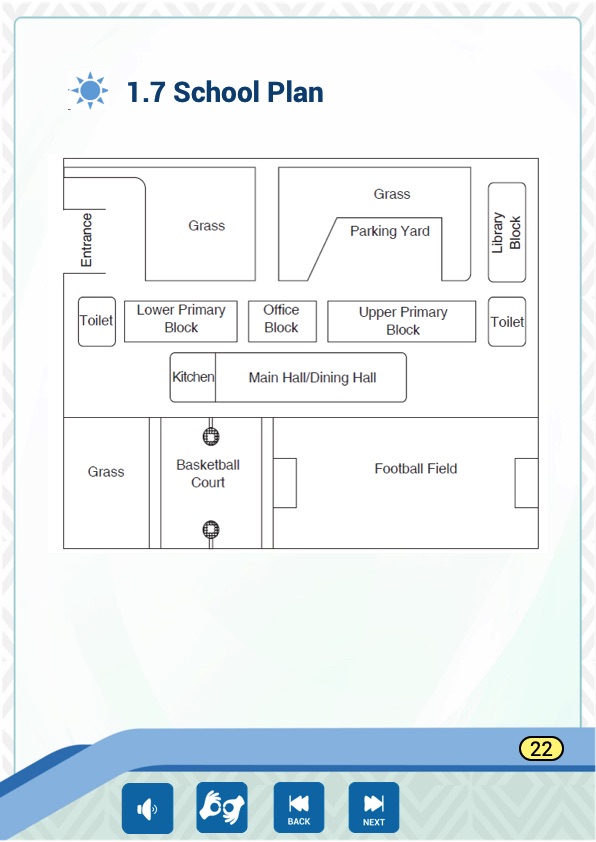 1.7 School Plan
Grass
Grass
Parking Yard
Library
Block
Entrance
Toilet
Lower Primary
Block
Office
Block
Upper Primary
Block
Toilet
Kitchen
Main Hall/Dining Hall
Grass
Basketball
Court
Football Field
22
BACK
NEXT